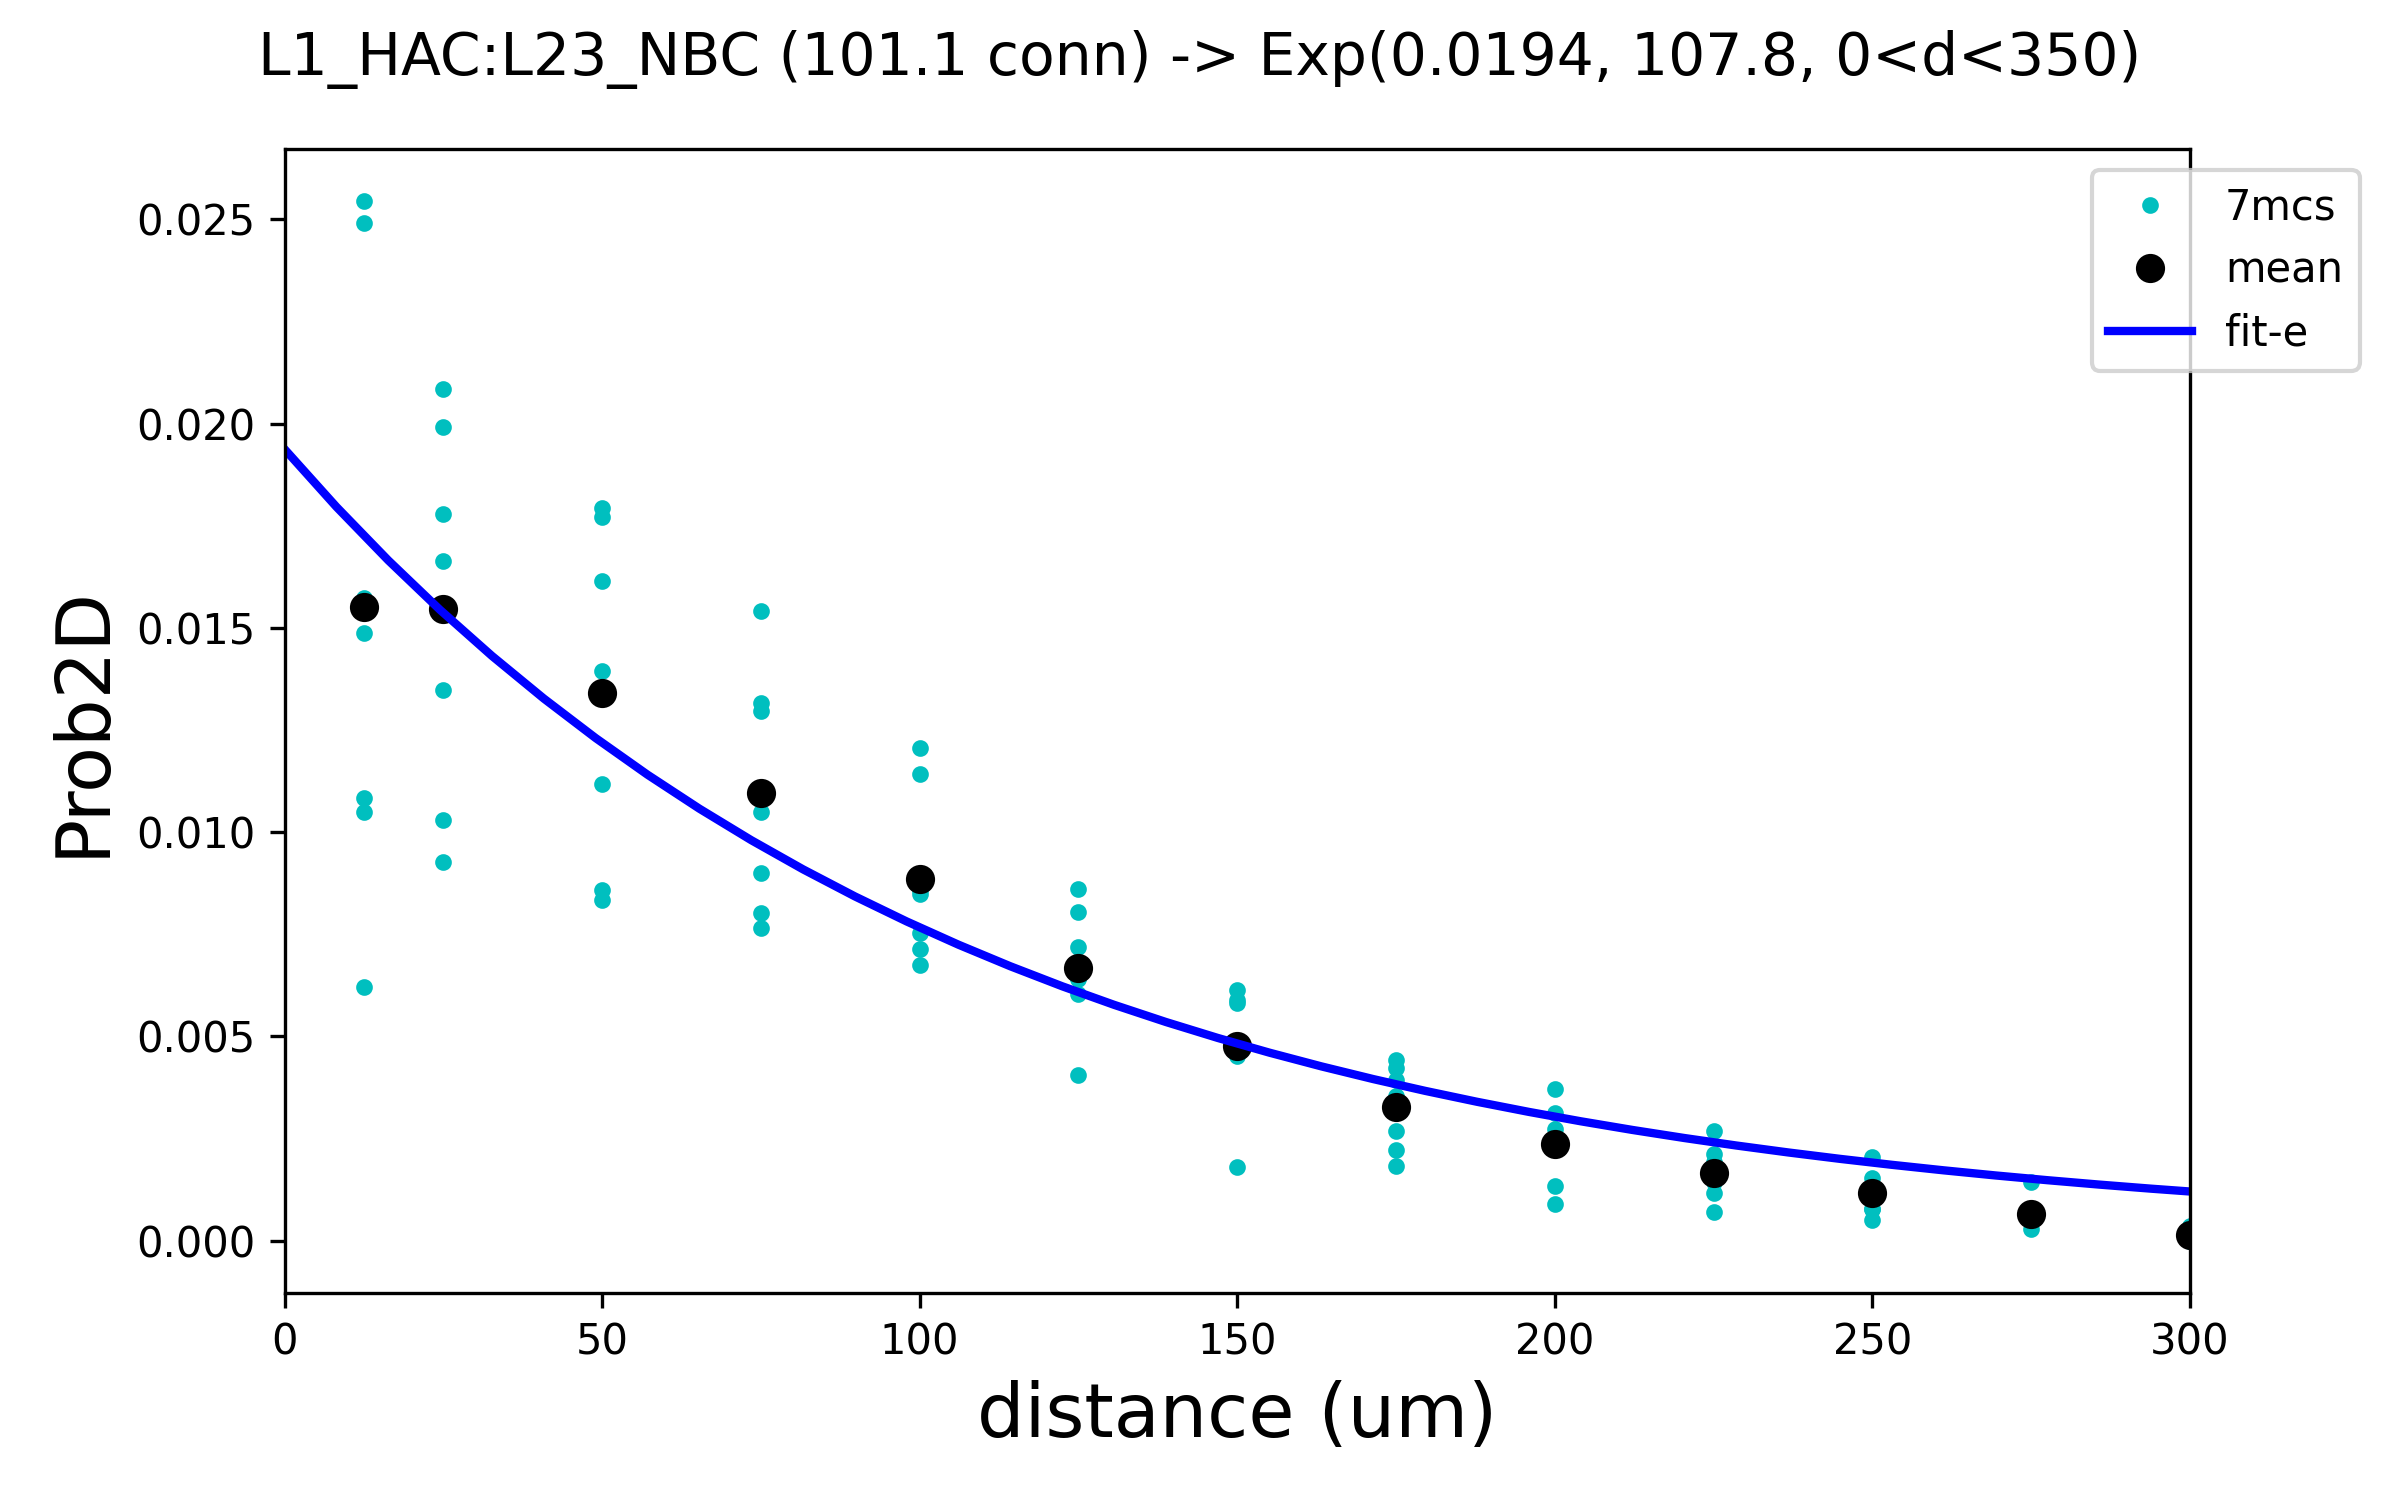 L1_HAC:L23_NBC (101.1 conn) -> Exp(0.0194, 107.8, 0<d<350)
7mcs
mean
fit-e
Prob2D
0.025
0.020
0.015
0.010
0.005
0.000
0 50 100 150 200 250 300
distance (um)